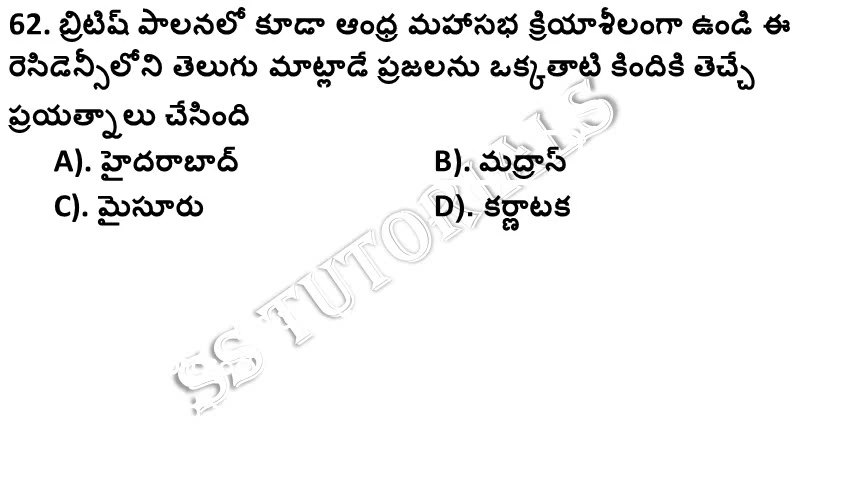 62. బ్రిటిష్ పాలనలో కూడా ఆంధ్ర మహాసభ క్రియాశీలంగా ఉండి ఈ
రెసిడెన్సీలోని తెలుగు మాట్లాడే ప్రజలను ఒక్కతాటి కిందికి తెచ్చే
ప్రయత్నాలు చేసింది
A). హైదరాబాద్ B). మద్రాస్
C). మైసూరు D). కర్ణాటక
SS TUTORIALS